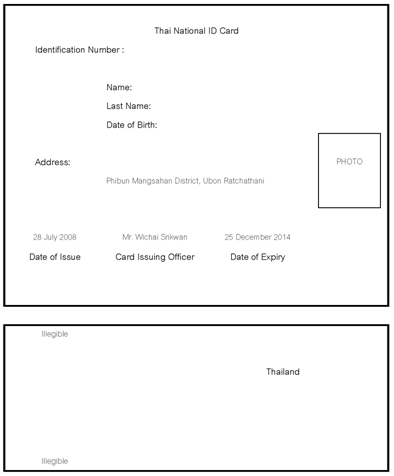 Thai National ID Card
Identification Number :
Name:
Last Name:
Date of Birth:
Address:
PHOTO
Phibun Mangsahan District, Ubon Ratchathani
28 July 2008 Mr. Wichai Srikwan 25 December 2014
Date of Issue Card Issuing Officer Date of Expiry
Illegible
Thailand
Illegible